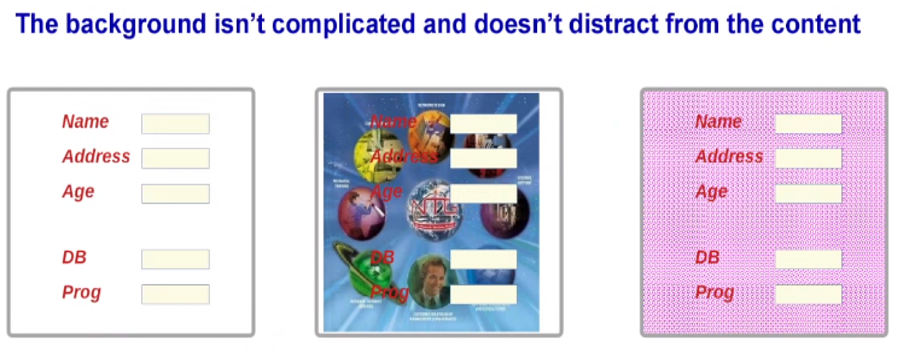 The background isn't complicated and doesn't distract from the content
Name
Address
Age
DB
Prog
Name
Address
Age
DB
Prog
Name
Address
Age
DB
Prog